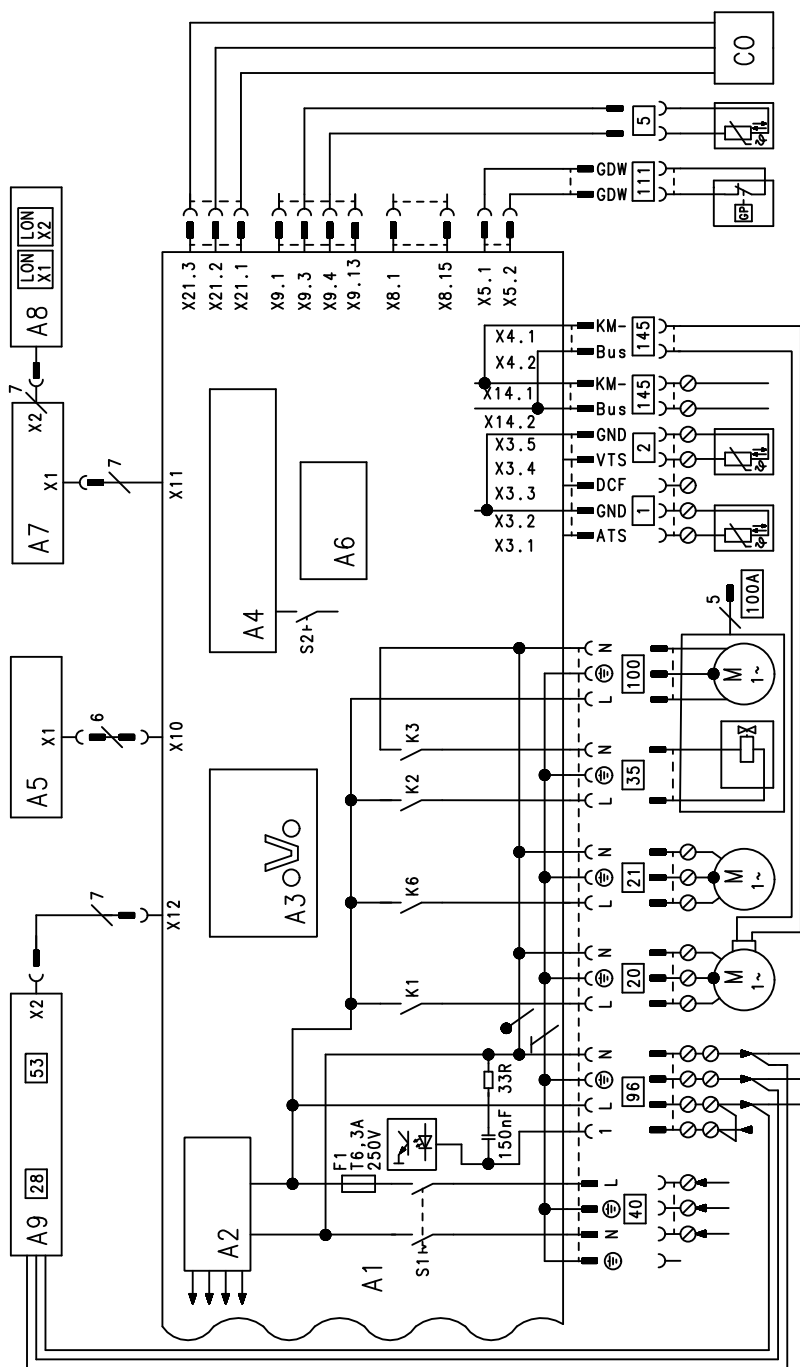 CO
5
GDW
GDW
111
GP
LON
X2
LON
X1
A8
X21.3
X21.2
X21.1
X9.1
X9.3
X9.4
X9.13
X8.1
X8.15
X5.1
X5.2
7
X2
X1
A7
7
X11
X4.1
X4.2
X14.1
X14.2
X3.5
X3.4
X3.3
X3.2
X3.1
KM-
Bus
145
KM-
Bus
145
GND
VTS
2
DCF
GND
ATS
1
A4
A6
S2
5
100A
A5
X1
6
X10
K3
K2
N
L
100
M
1~
N
L
35
A3
K6
N
L
21
M
1~
7
X12
K1
N
L
20
M
1~
X2
53
28
A9
33R
150nF
N
L
1
96
F1
T6,3A
250V
A2
A1
S1
L
N
40